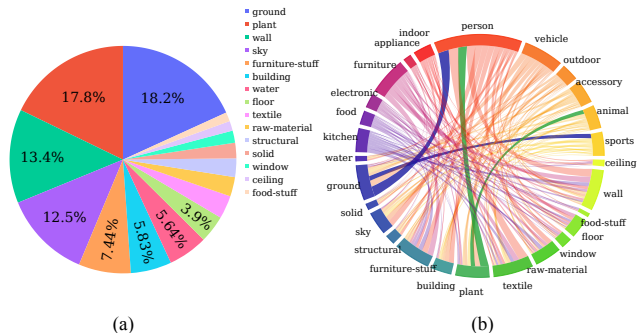 ground
plant
wall
sky
furniture-stuff
building
water
floor
textile
raw-material
structural
solid
window
ceiling
food-stuff
18.2%
17.8%
13.4%
12.5%
7.44%
5.83%
5.64%
3.9%
(a)
person
vehicle
outdoor
accessory
animal
sports
ceiling
wall
food-stuff
floor
window
raw-material
textile
plant
building
furniture-stuff
structural
sky
solid
ground
water
kitchen
food
electronic
furniture
appliance
indoor
(b)